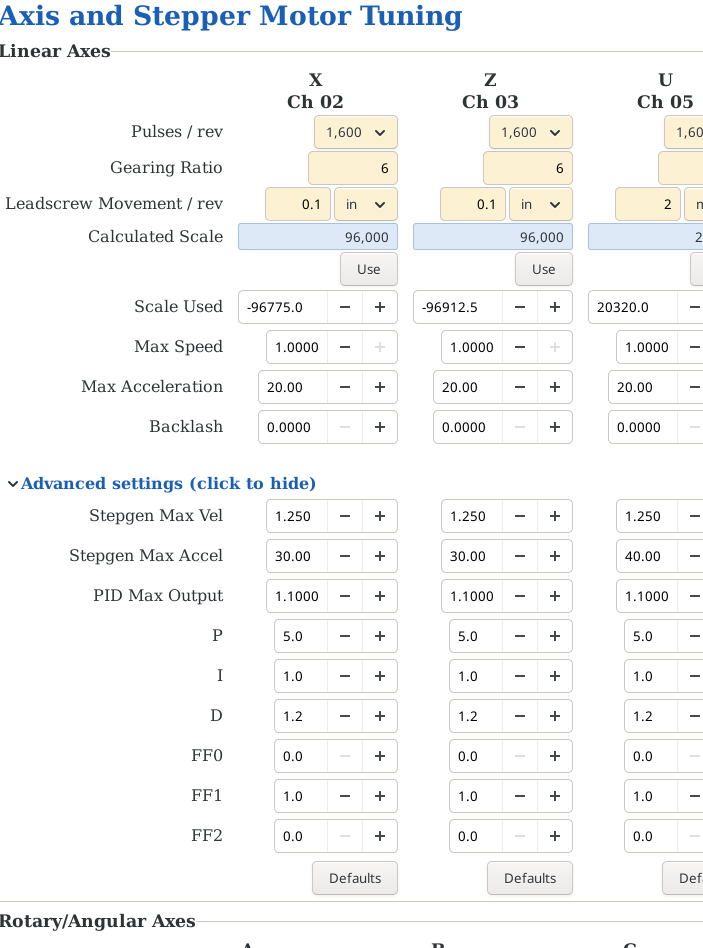 Axis and Stepper Motor Tuning
Linear Axes
X Z U
Ch 02 Ch 03 Ch 05
Pulses / rev 1,600 1,600 1,60
Gearing Ratio 6 6
Leadscrew Movement / rev 0.1 in 0.1 in 2
Calculated Scale 96,000 96,000 2
Use Use
Scale Used -96775.0 − + -96912.5 − + 20320.0 −
Max Speed 1.0000 − + 1.0000 − + 1.0000 −
Max Acceleration 20.00 − + 20.00 − + 20.00 −
Backlash 0.0000 − + 0.0000 − + 0.0000 −
Advanced settings (click to hide)
Stepgen Max Vel 1.250 − + 1.250 − + 1.250 −
Stepgen Max Accel 30.00 − + 30.00 − + 40.00 −
PID Max Output 1.1000 − + 1.1000 − + 1.1000 −
P 5.0 − + 5.0 − + 5.0 −
I 1.0 − + 1.0 − + 1.0 −
D 1.2 − + 1.2 − + 1.2 −
FF0 0.0 − + 0.0 − + 0.0 −
FF1 1.0 − + 1.0 − + 1.0 −
FF2 0.0 − + 0.0 − + 0.0 −
Defaults Defaults Def
Rotary/Angular Axes